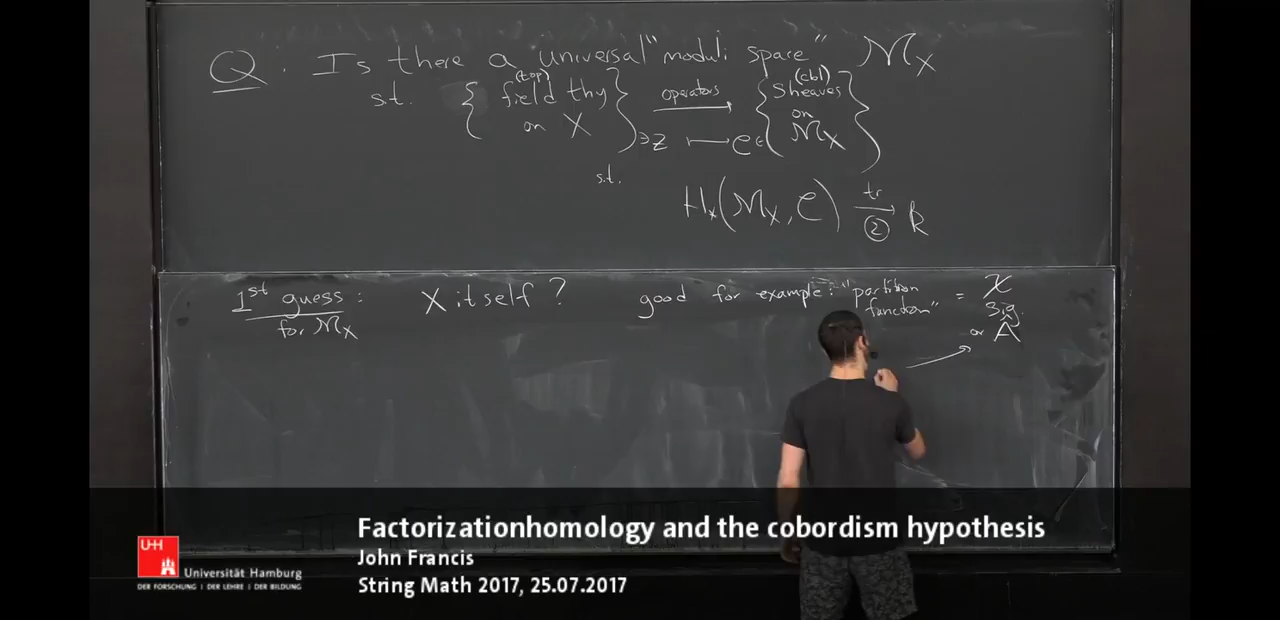 Q. Is there a universal "moduli space" M_X
s.t. { (top) field thy on X } ∋ Z operators → ↦ C ∈ { (cbl) Sheaves on M_X }
s.t.
H_*(M_X, C) tr → ② k
1st guess: for M_X X itself? good for example: "partition function" = χ
sig.
or Â
UHH
Universität Hamburg
DER FORSCHUNG | DER LEHRE | DER BILDUNG
Factorizationhomology and the cobordism hypothesis
John Francis
String Math 2017, 25.07.2017